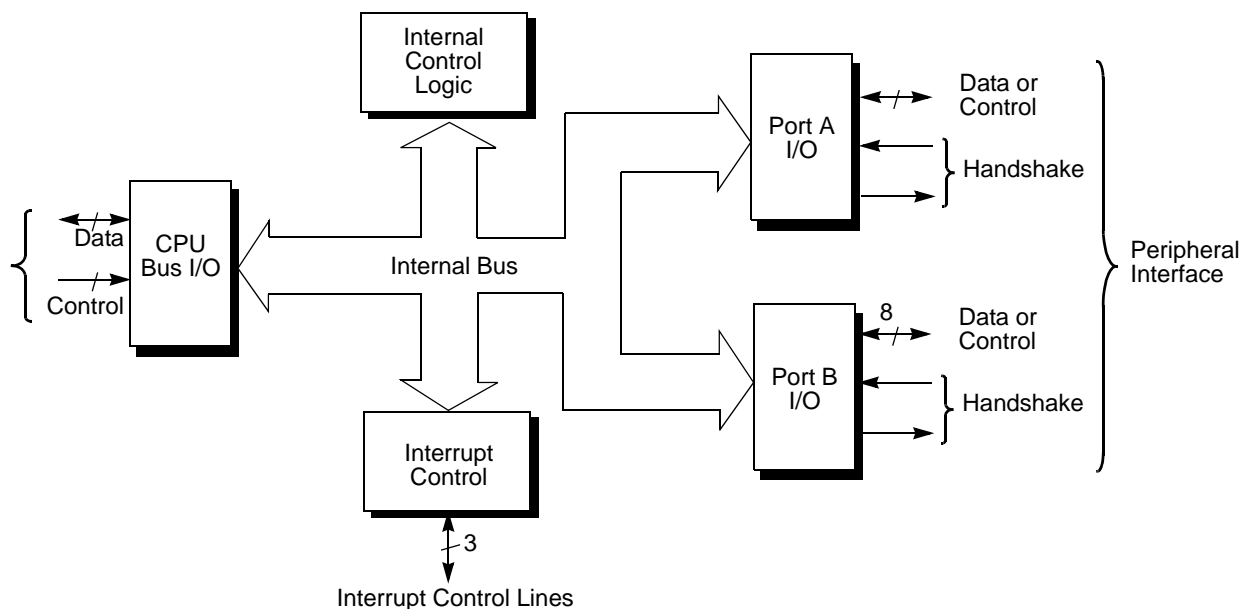 Internal
Control
Logic
Port A
I/O
Data or
Control
Handshake
CPU
Bus I/O
Data
Control
Internal Bus
Peripheral
Interface
Port B
I/O
8
Data or
Control
Handshake
Interrupt
Control
3
Interrupt Control Lines